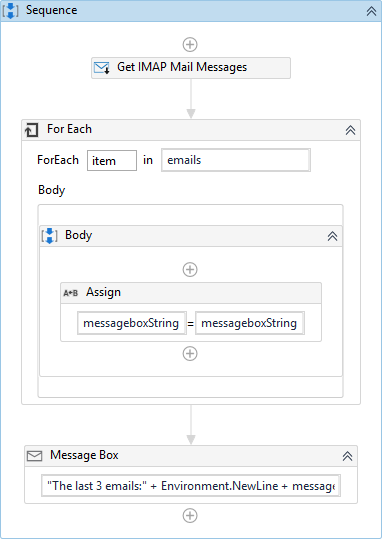 Sequence
Get IMAP Mail Messages
For Each
ForEach item in emails
Body
Body
A+B Assign
messageboxString = messageboxString
Message Box
"The last 3 emails:" + Environment.NewLine + message